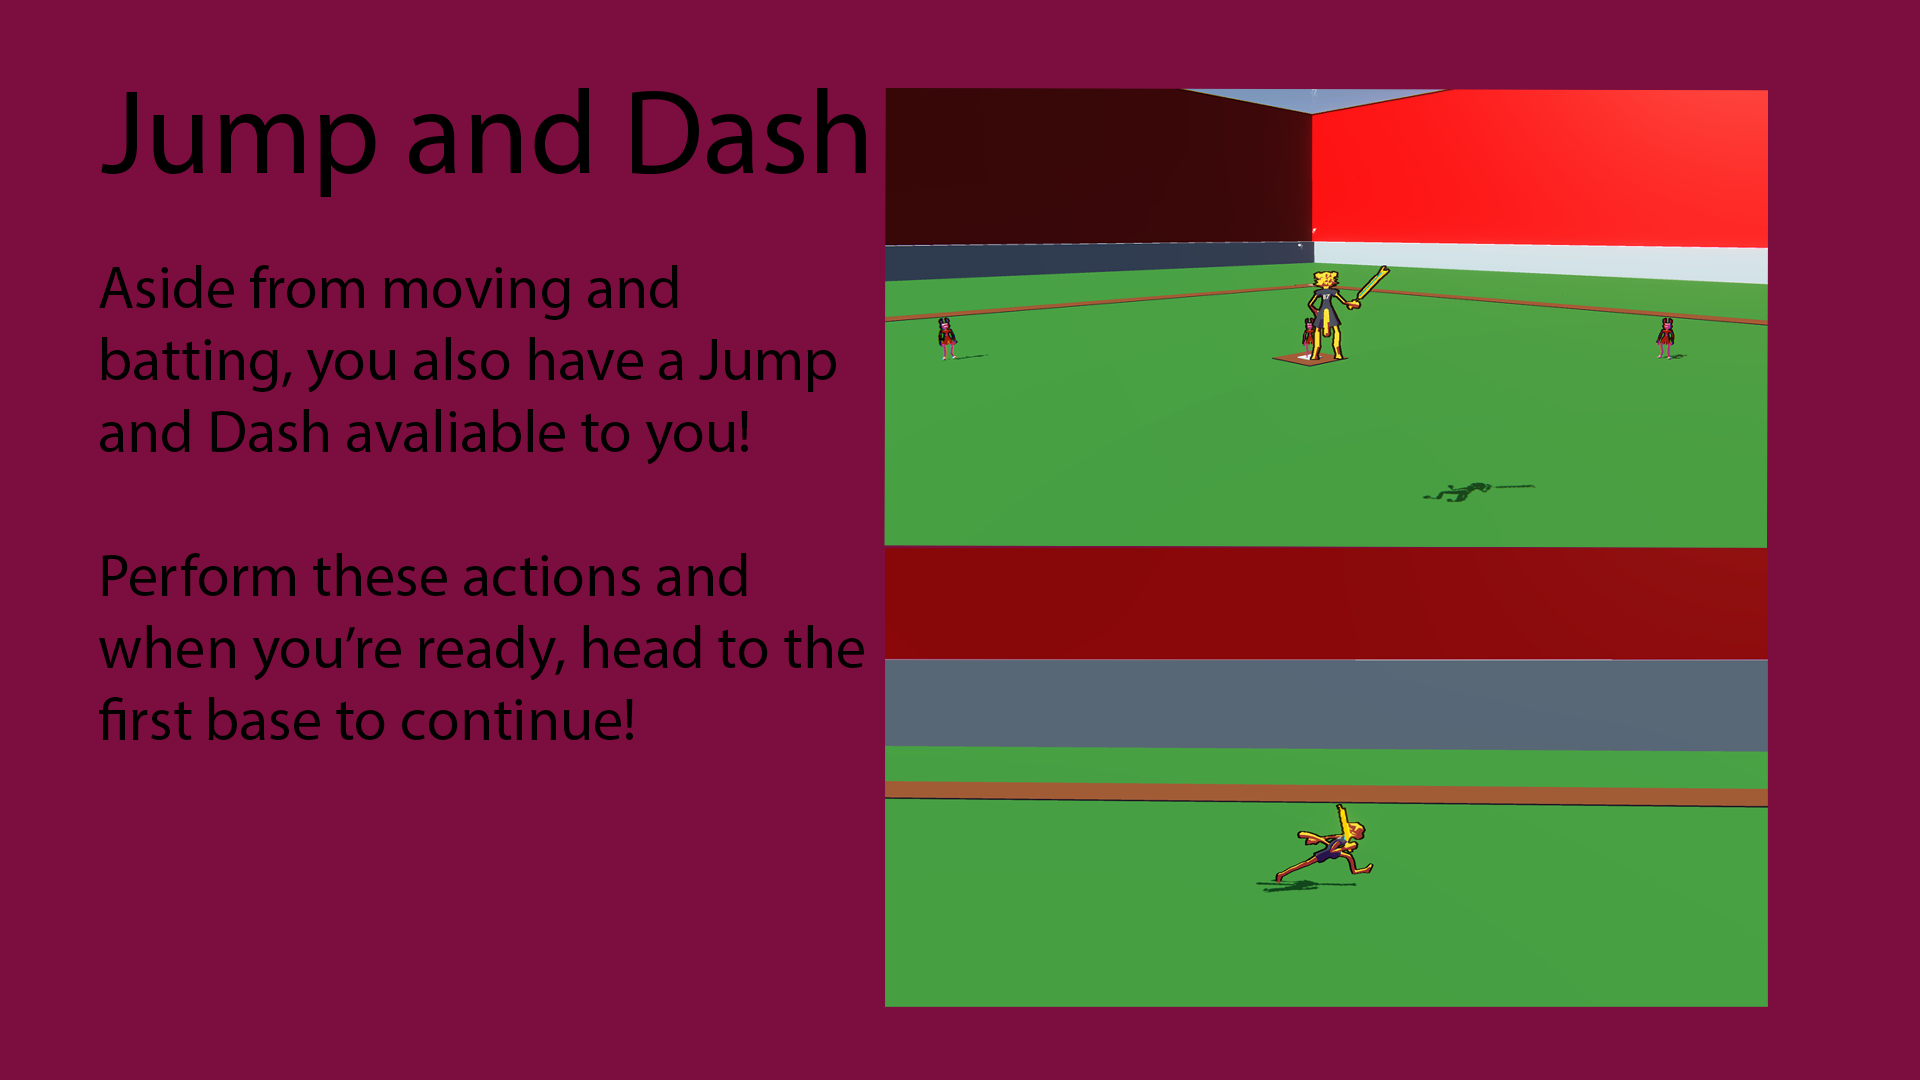 Jump and Dash
Aside from moving and
batting, you also have a Jump
and Dash avaliable to you!
Perform these actions and
when you’re ready, head to the
first base to continue!